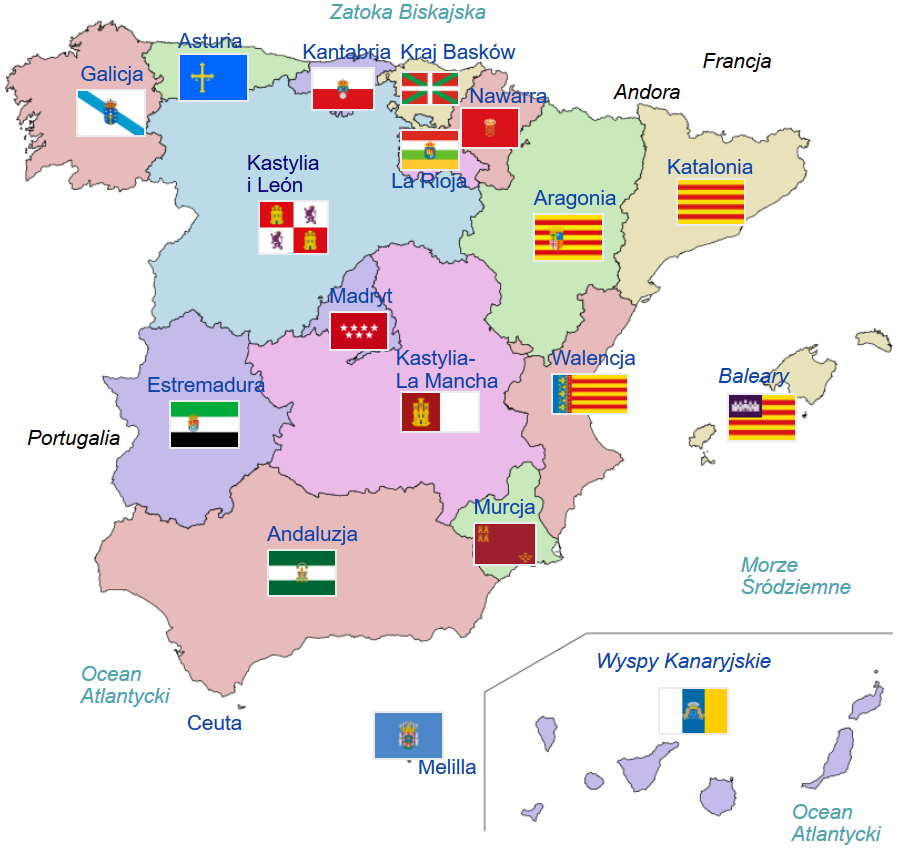 Zatoka Biskajska
Asturia
Kantabria
Kraj Basków
Francja
Galicja
Andora
Nawarra
Kastylia
i León
La Rioja
Katalonia
Aragonia
Madryt
Kastylia-
La Mancha
Walencja
Baleary
Estremadura
Portugalia
Murcja
Andaluzja
Morze
Śródziemne
Ocean
Atlantycki
Ceuta
Melilla
Wyspy Kanaryjskie
Ocean
Atlantycki